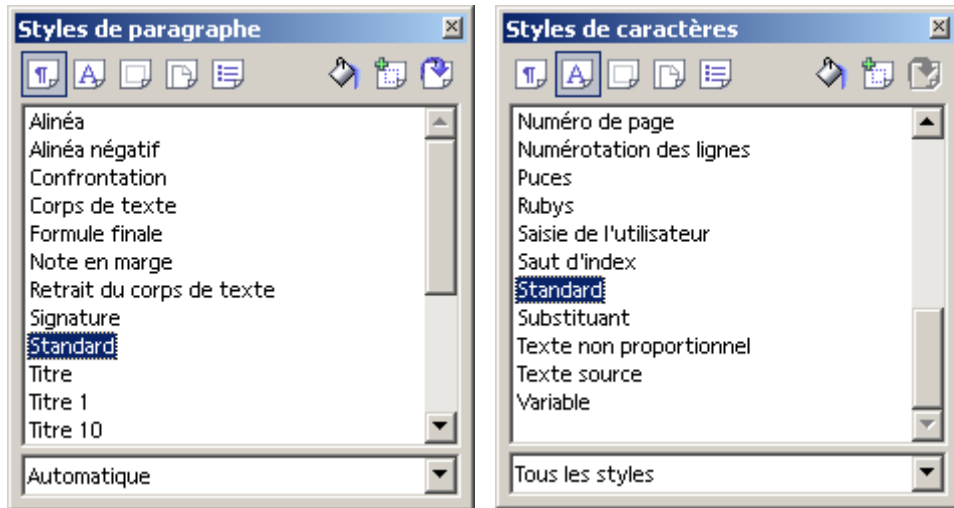 Styles de paragraphe
Alinéa
Alinéa négatif
Confrontation
Corps de texte
Formule finale
Note en marge
Retrait du corps de texte
Signature
Standard
Titre
Titre 1
Titre 10
Automatique
Styles de caractères
Numéro de page
Numérotation des lignes
Puces
Rubys
Saisie de l'utilisateur
Saut d'index
Standard
Substituant
Texte non proportionnel
Texte source
Variable
Tous les styles